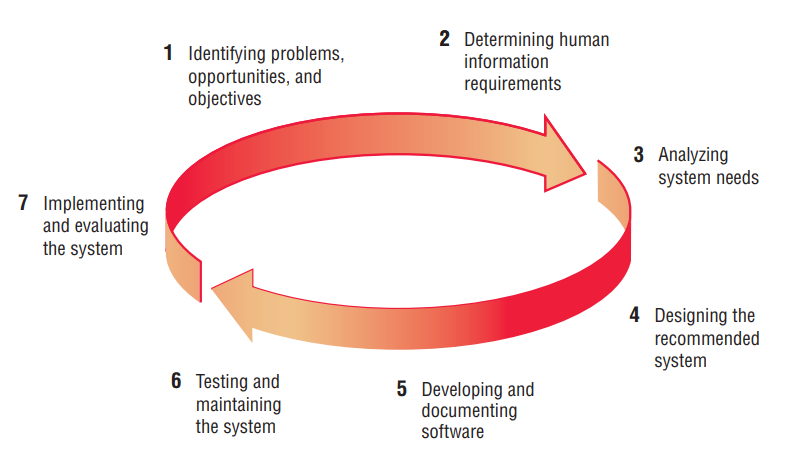 1 Identifying problems,
opportunities, and
objectives
2 Determining human
information
requirements
3 Analyzing
system needs
4 Designing the
recommended
system
5 Developing and
documenting
software
6 Testing and
maintaining
the system
7 Implementing
and evaluating
the system